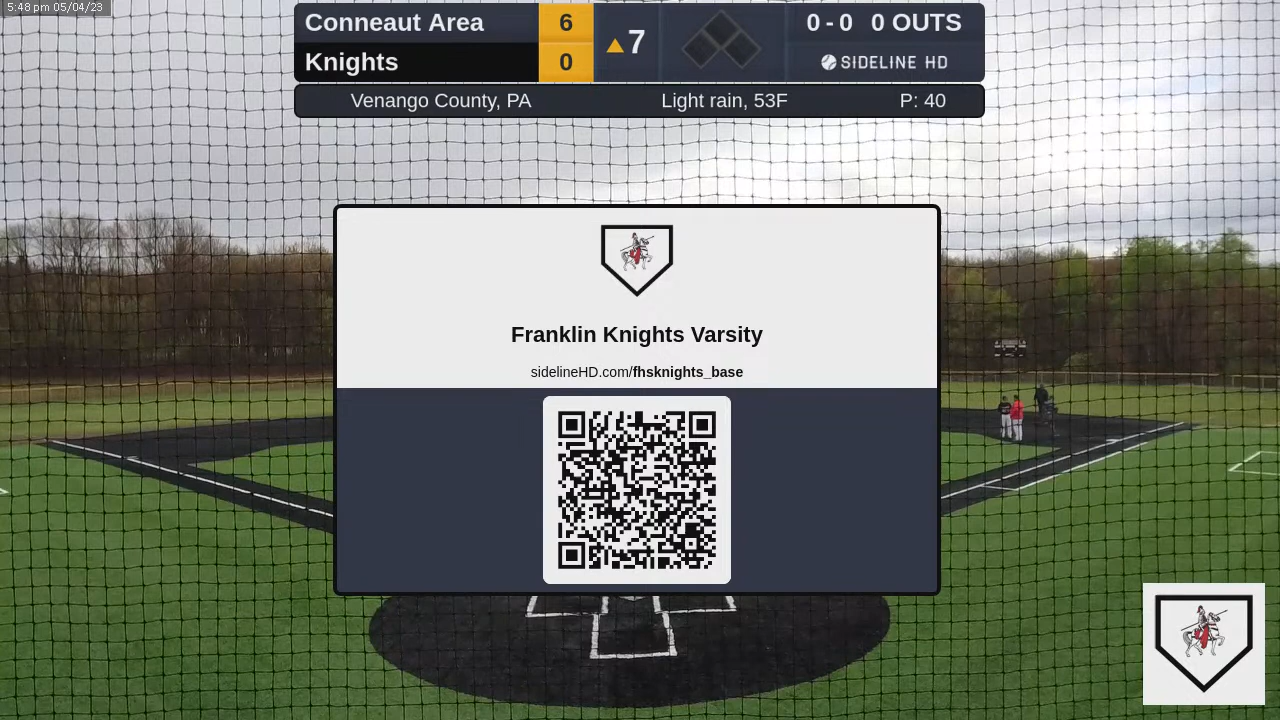 5:48 pm 05/04/23
Conneaut Area 6
Knights 0
7
0 - 0 0 OUTS
SIDELINE HD
Venango County, PA Light rain, 53F P: 40
Franklin Knights Varsity
sidelineHD.com/fhsknights_base